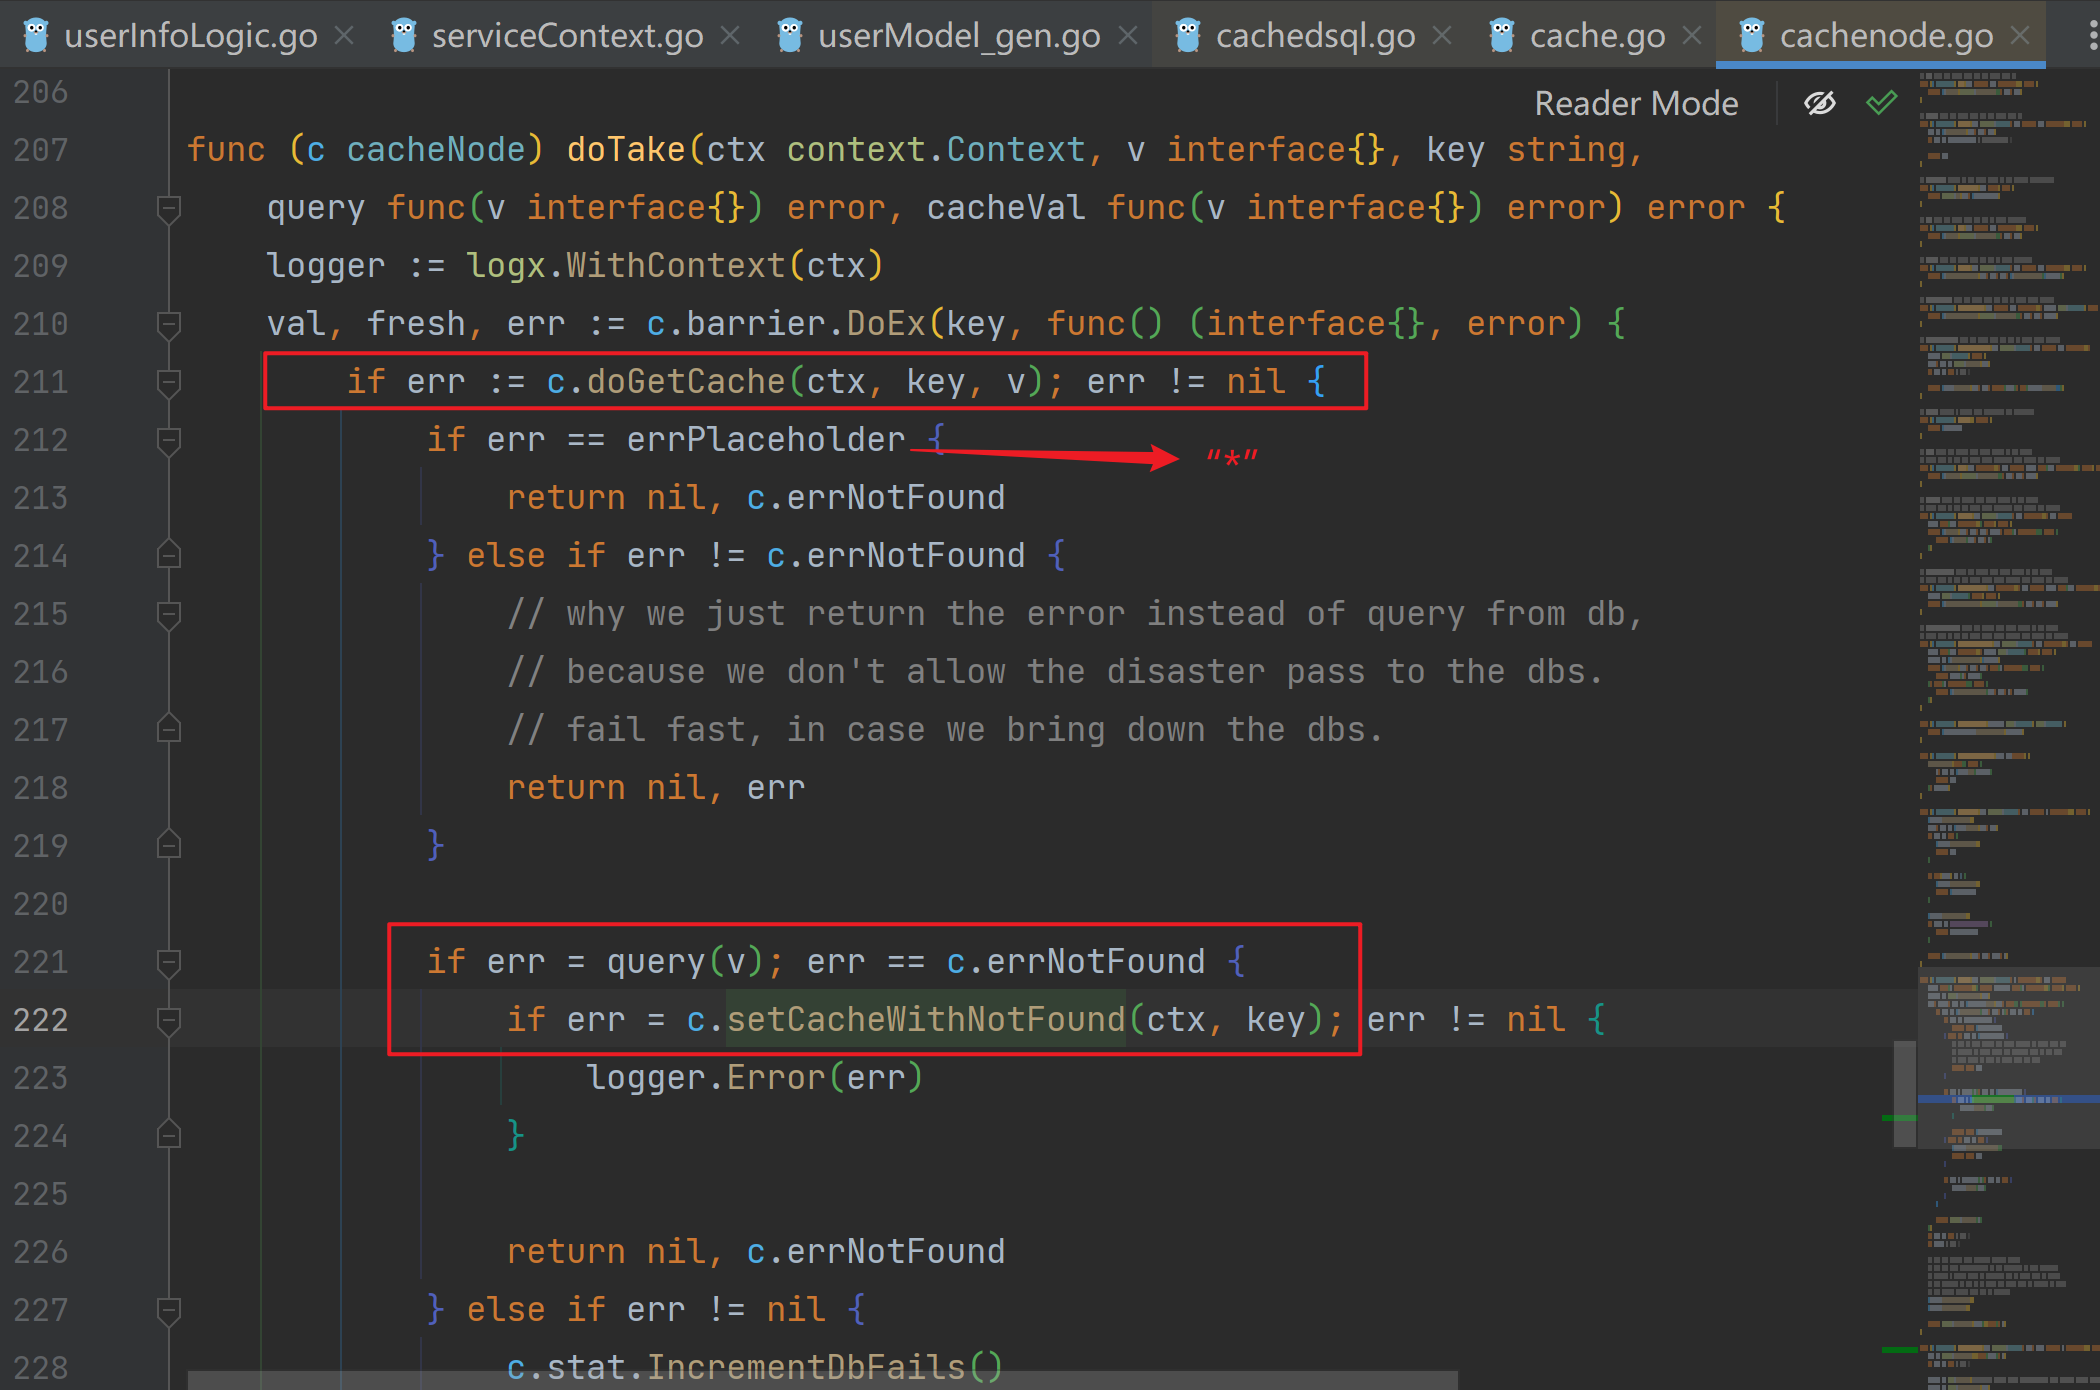 userInfoLogic.go serviceContext.go userModel_gen.go cachedsql.go cache.go cachenode.go
Reader Mode
206
207 func (c cacheNode) doTake(ctx context.Context, v interface{}, key string,
208 query func(v interface{}) error, cacheVal func(v interface{}) error) error {
209 logger := logx.WithContext(ctx)
210 val, fresh, err := c.barrier.DoEx(key, func() (interface{}, error) {
211 if err := c.doGetCache(ctx, key, v); err != nil {
212 if err == errPlaceholder { "*"
213 return nil, c.errNotFound
214 } else if err != c.errNotFound {
215 // why we just return the error instead of query from db,
216 // because we don't allow the disaster pass to the dbs.
217 // fail fast, in case we bring down the dbs.
218 return nil, err
219 }
220
221 if err = query(v); err == c.errNotFound {
222 if err = c.setCacheWithNotFound(ctx, key); err != nil {
223 logger.Error(err)
224 }
225
226 return nil, c.errNotFound
227 } else if err != nil {
228 c.stat.IncrementDbFails()